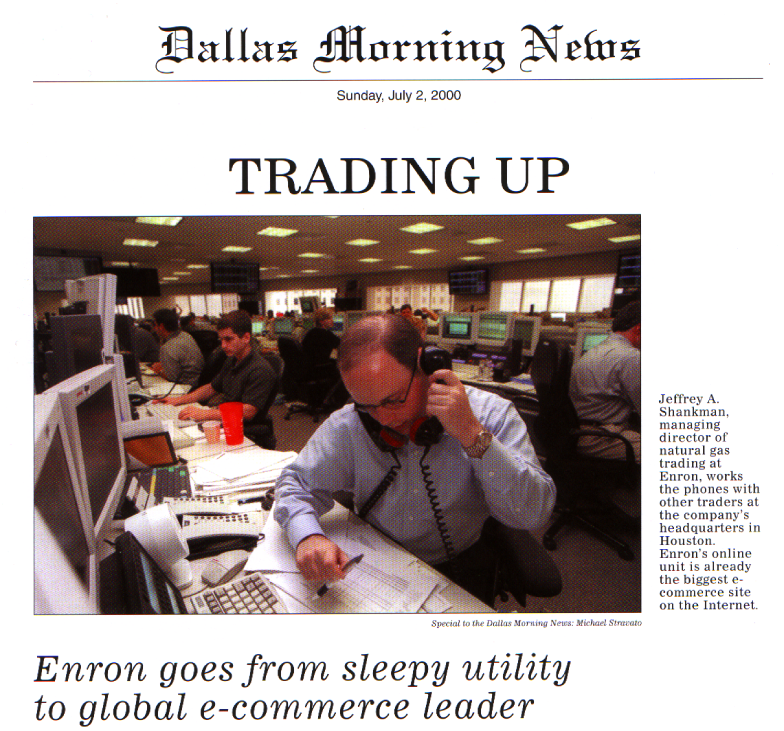 Dallas Morning News
Sunday, July 2, 2000
TRADING UP
Jeffrey A.
Shankman,
managing
director of
natural gas
trading at
Enron, works
the phones with
other traders at
the company's
headquarters in
Houston.
Enron's online
unit is already
the biggest e-
commerce site
on the Internet.
Special to the Dallas Morning News: Michael Stravato
Enron goes from sleepy utility
to global e-commerce leader